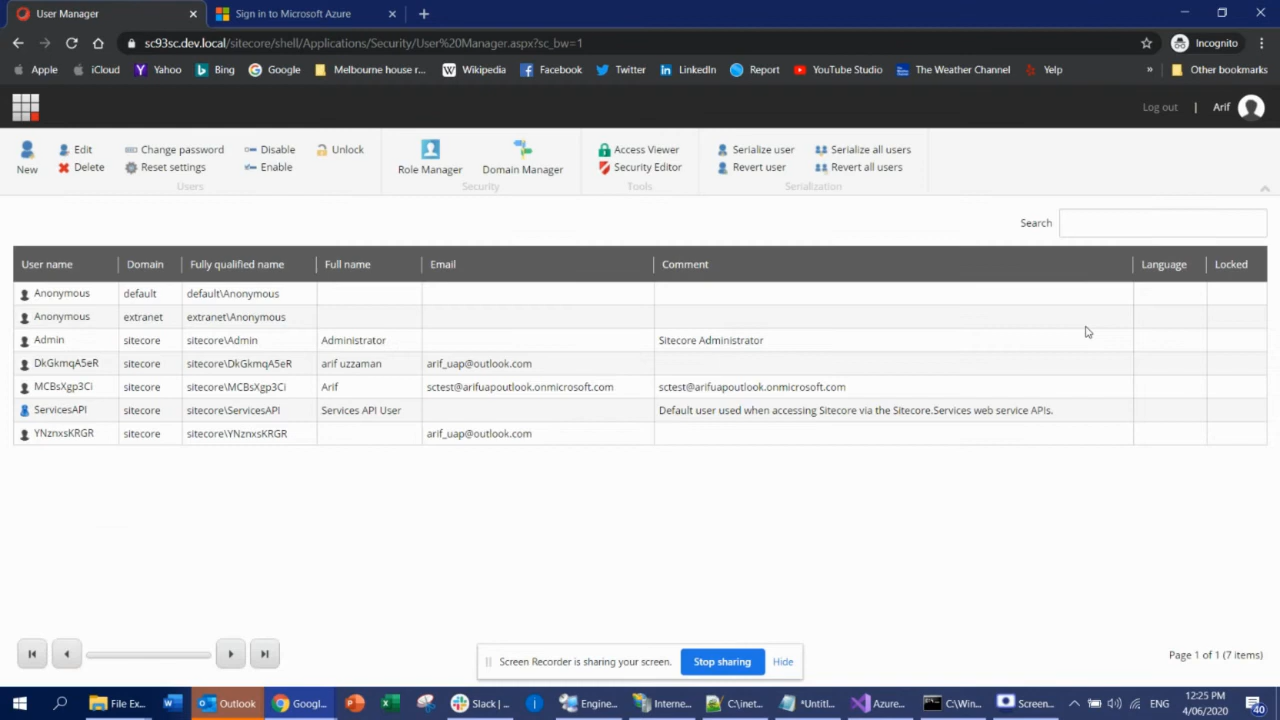 User Manager
Sign in to Microsoft Azure
sc93sc.dev.local/sitecore/shell/Applications/Security/User%20Manager.aspx?sc_bw=1
Incognito
Apple iCloud Yahoo Bing Google Melbourne house r... Wikipedia Facebook Twitter LinkedIn Report YouTube Studio The Weather Channel Yelp » Other bookmarks
Log out | Arif
New Edit Change password Disable Unlock Role Manager Domain Manager Access Viewer Serialize user Serialize all users
Delete Reset settings Enable Security Editor Revert user Revert all users
Users Security Tools Serialization
Search
User name Domain Fully qualified name Full name Email Comment Language Locked
Anonymous default default\Anonymous
Anonymous extranet extranet\Anonymous
Admin sitecore sitecore\Admin Administrator Sitecore Administrator
DkGkmqA5eR sitecore sitecore\DkGkmqA5eR arif uzzaman arif_uap@outlook.com
MCBsXgp3Ci sitecore sitecore\MCBsXgp3Ci Arif sctest@arifuapoutlook.onmicrosoft.com sctest@arifuapoutlook.onmicrosoft.com
ServicesAPI sitecore sitecore\ServicesAPI Services API User Default user used when accessing Sitecore via the Sitecore.Services web service APIs.
YNznxsKRGR sitecore sitecore\YNznxsKRGR arif_uap@outlook.com
Screen Recorder is sharing your screen. Stop sharing Hide
Page 1 of 1 (7 items)
File Ex... Outlook Googl... Slack | ... Engine... Interne... C:\inet... *Untitl... Azure... C:\Win... Screen... ENG
12:25 PM
4/06/2020
40